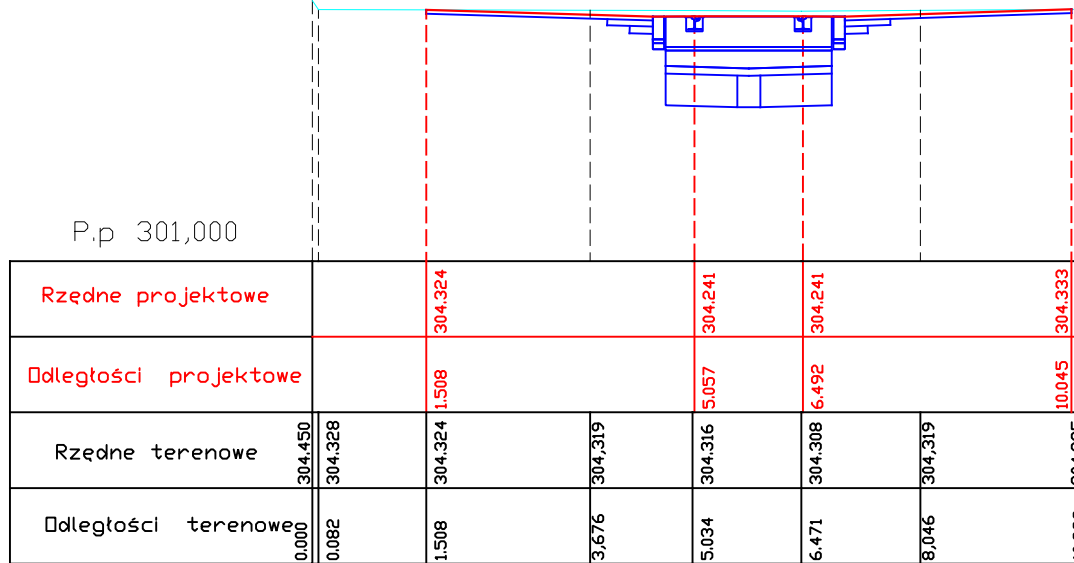 P.p 301,000
Rzędne projektowe 304.324 304.241 304.241 304.333
Odległości projektowe 1.508 5.057 6.492 10.045
Rzędne terenowe 304.450 304.328 304.324 304,319 304.316 304.308 304,319
Odległości terenowe 0.000 0.082 1.508 3,676 5.034 6.471 8,046